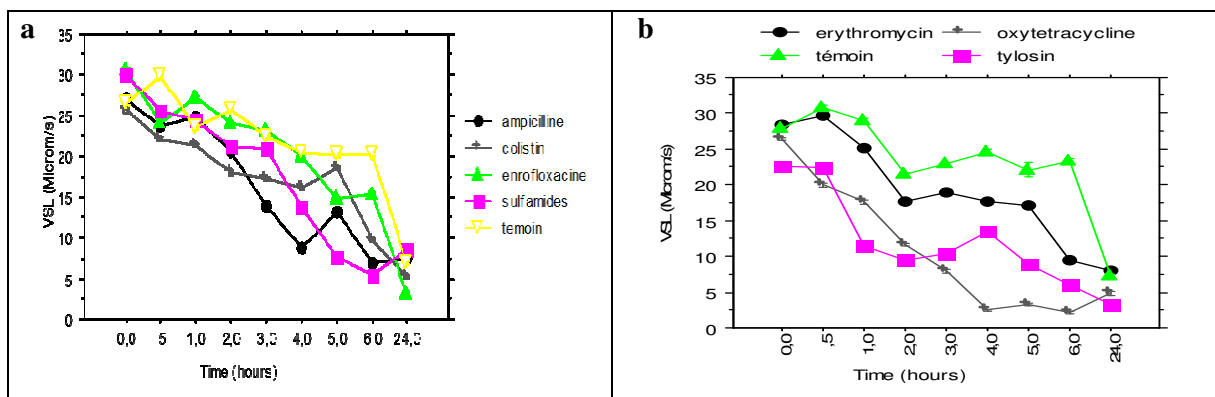 a
35
30
25
20
15
10
5
0
VSL (Microm/s)
0,0 5 1,0 2,0 3,0 4,0 5,0 6,0 24,0
Time (hours)
ampicilline
colstin
enrofloxacine
sulfamides
temoin
b
erythromycin oxytetracycline
témoin tylosin
35
30
25
20
15
10
5
0
VSL (Microm/s)
0,0 ,5 1,0 2,0 3,0 4,0 5,0 6,0 24,0
Time (hours)